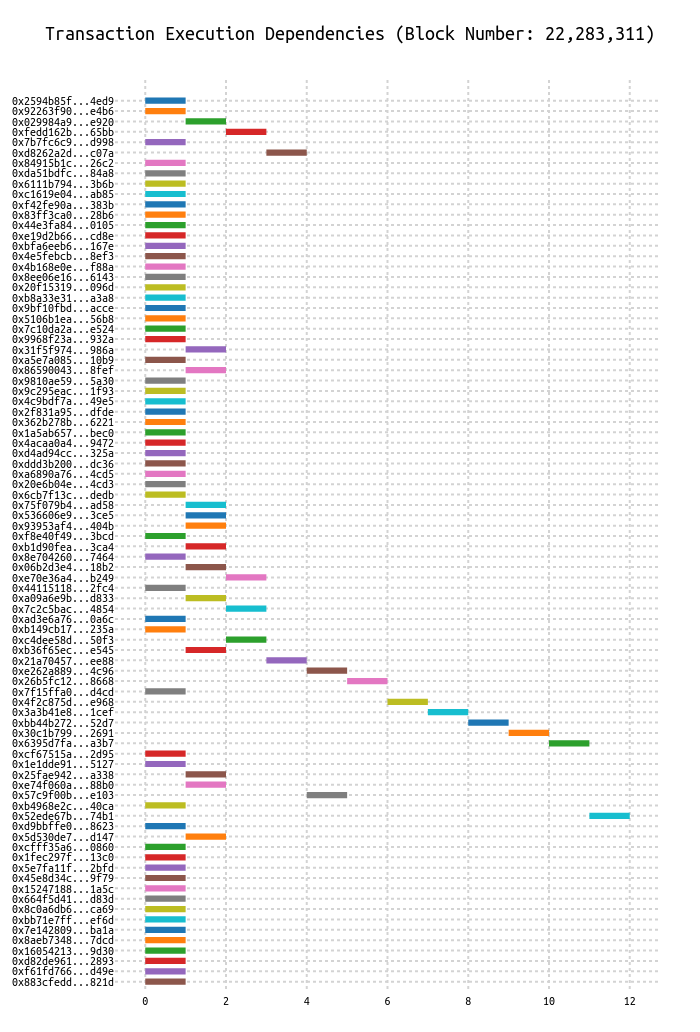 Transaction Execution Dependencies (Block Number: 22,283,311)
0x2594b85f...4ed9
0x92263f90...e4b6
0x029984a9...e920
0xfedd162b...65bb
0x7b7fc6c9...d998
0xd8262a2d...c07a
0x84915b1c...26c2
0xda51bdfc...84a8
0x6111b794...3b6b
0xc1619e04...ab85
0xf42fe90a...383b
0x83ff3ca0...28b6
0x44e3fa84...0105
0xe19d2b66...cd8e
0xbfa6eeb6...167e
0x4e5febcb...8ef3
0x4b168e0e...f88a
0x8ee06e16...6143
0x20f15319...096d
0xb8a33e31...a3a8
0x9bf10fbd...acce
0x5106b1ea...56b8
0x7c10da2a...e524
0x9968f23a...932a
0x31f5f974...986a
0xa5e7a085...10b9
0x86590043...8fef
0x9810ae59...5a30
0x9c295eac...1f93
0x4c9bdf7a...49e5
0x2f831a95...dfde
0x362b278b...6221
0x1a5ab657...bec0
0x4acaa0a4...9472
0xd4ad94cc...325a
0xddd3b200...dc36
0xa6890a76...4cd5
0x20e6b04e...4cd3
0x6cb7f13c...dedb
0x75f079b4...ad58
0x536606e9...3ce5
0x93953af4...404b
0xf8e40f49...3bcd
0xb1d90fea...3ca4
0x8e704260...7464
0x06b2d3e4...18b2
0xe70e36a4...b249
0x44115118...2fc4
0xa09a6e9b...d833
0x7c2c5bac...4854
0xad3e6a76...0a6c
0xb149cb17...235a
0xc4dee58d...50f3
0xb36f65ec...e545
0x21a70457...ee88
0xe262a889...4c96
0x26b5fc12...8668
0x7f15ffa0...d4cd
0x4f2c875d...e968
0x3a3b41e8...1cef
0xbb44b272...52d7
0x30c1b799...2691
0x6395d7fa...a3b7
0xcf67515a...2d95
0x1e1dde91...5127
0x25fae942...a338
0xe74f060a...88b0
0x57c9f00b...e103
0xb4968e2c...40ca
0x52ede67b...74b1
0xd9bbffe0...8623
0x5d530de7...d147
0xcfff35a6...0860
0x1fec297f...13c0
0x5e7fa11f...2bfd
0x45e8d34c...9f79
0x15247188...1a5c
0x664f5d41...d83d
0x8c0a6db6...ca69
0xbb71e7ff...ef6d
0x7e142809...ba1a
0x8aeb7348...7dcd
0x16054213...9d30
0xd82de961...2893
0xf61fd766...d49e
0x883cfedd...821d
0 2 4 6 8 10 12